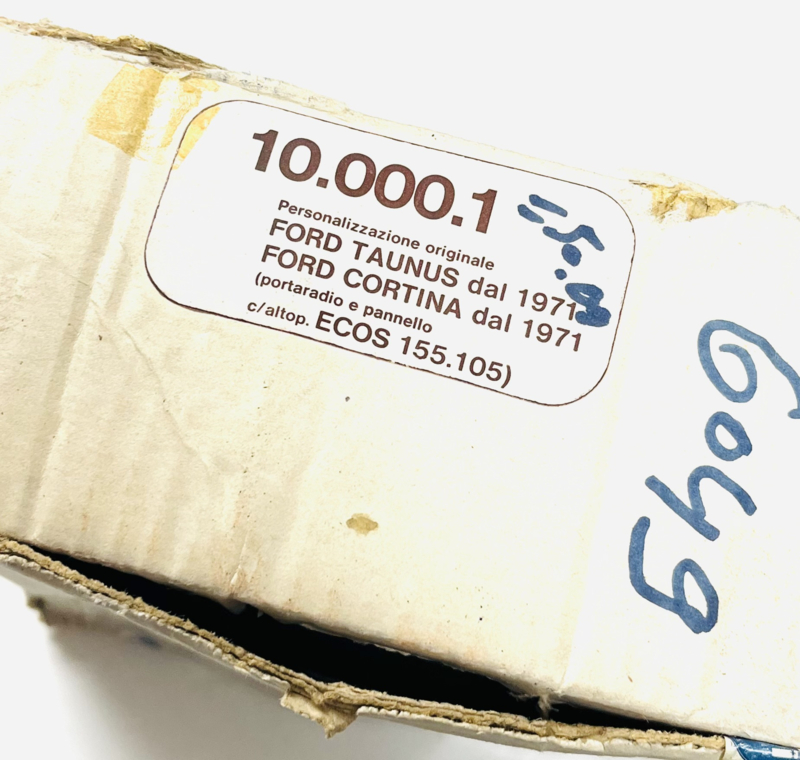 10.000.1
Personalizzazione originale
FORD TAUNUS dal 1971
FORD CORTINA dal 1971
(portaradio e pannello
c/altop. ECOS 155.105)